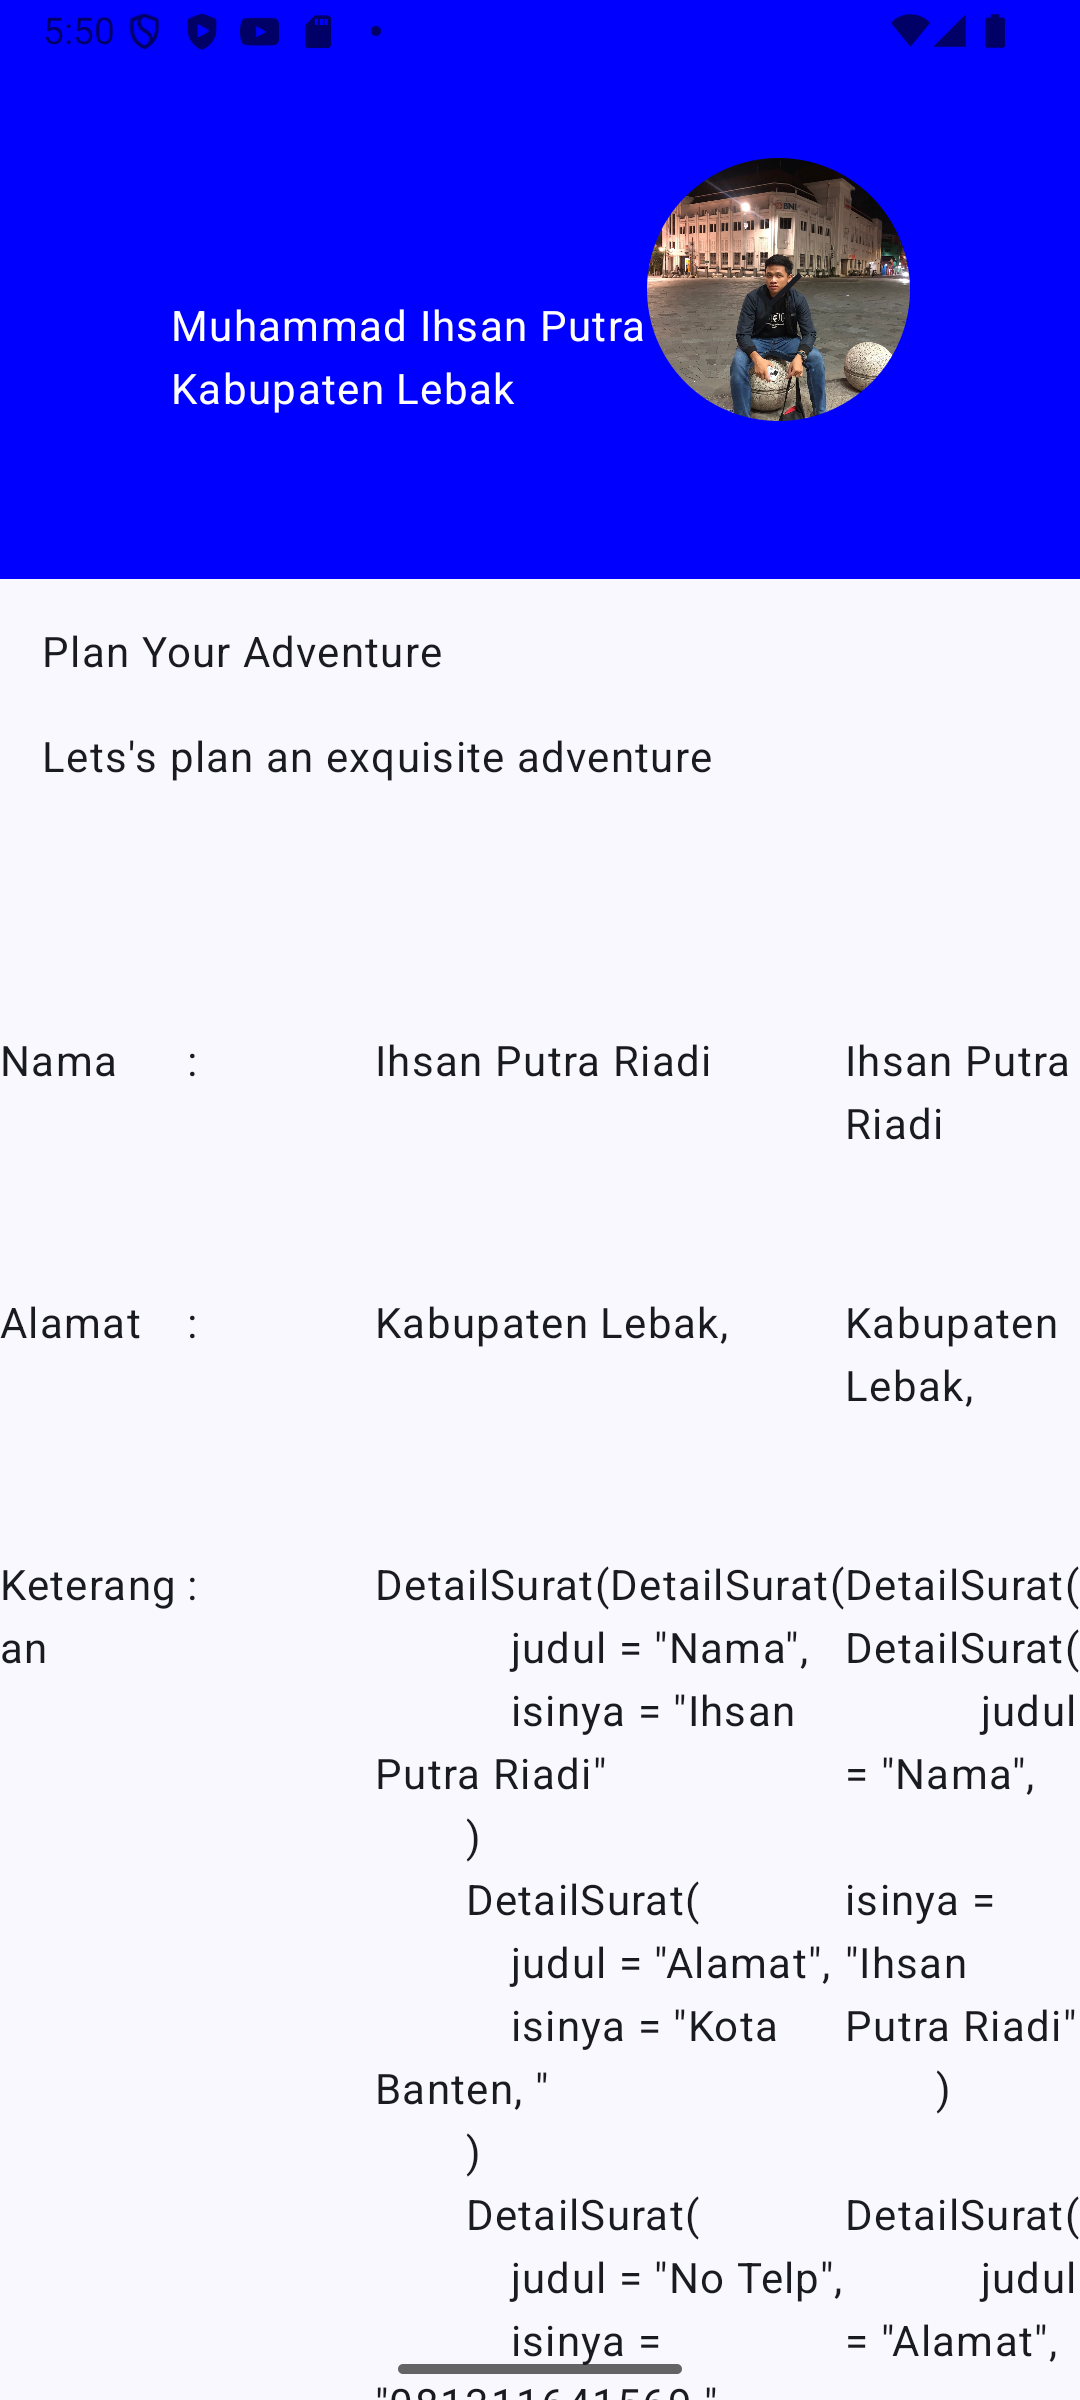 5:50
BNI
Muhammad Ihsan Putra
Kabupaten Lebak
Plan Your Adventure
Lets's plan an exquisite adventure
Nama : Ihsan Putra Riadi Ihsan Putra
Riadi
Alamat : Kabupaten Lebak, Kabupaten
Lebak,
Keterang : DetailSurat(DetailSurat(DetailSurat(
an judul = "Nama", DetailSurat(
isinya = "Ihsan judul
Putra Riadi" = "Nama",
)
DetailSurat( isinya =
judul = "Alamat", "Ihsan
isinya = "Kota Putra Riadi"
Banten, " )
)
DetailSurat( DetailSurat(
judul = "No Telp", judul
isinya = = "Alamat",